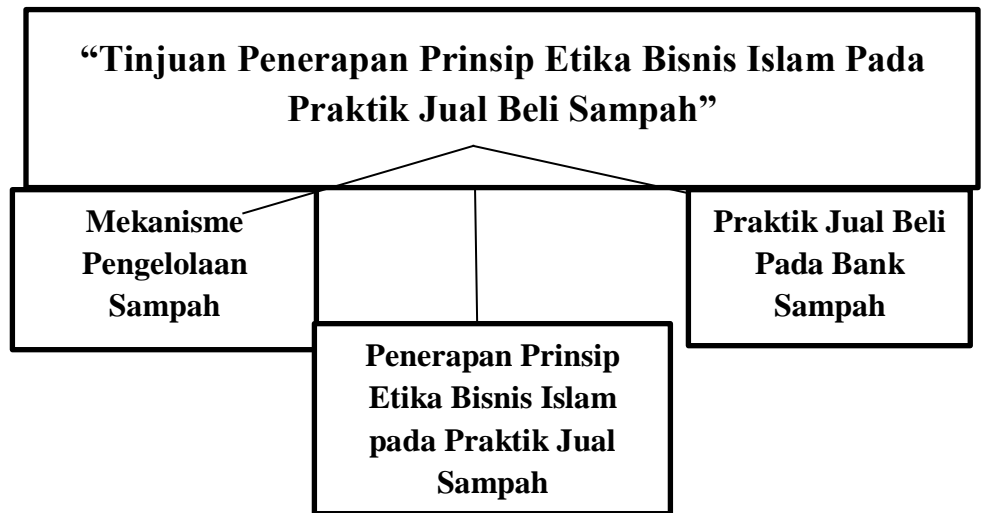 “Tinjuan Penerapan Prinsip Etika Bisnis Islam Pada
Praktik Jual Beli Sampah”
Mekanisme
Pengelolaan
Sampah
Penerapan Prinsip
Etika Bisnis Islam
pada Praktik Jual
Sampah
Praktik Jual Beli
Pada Bank
Sampah